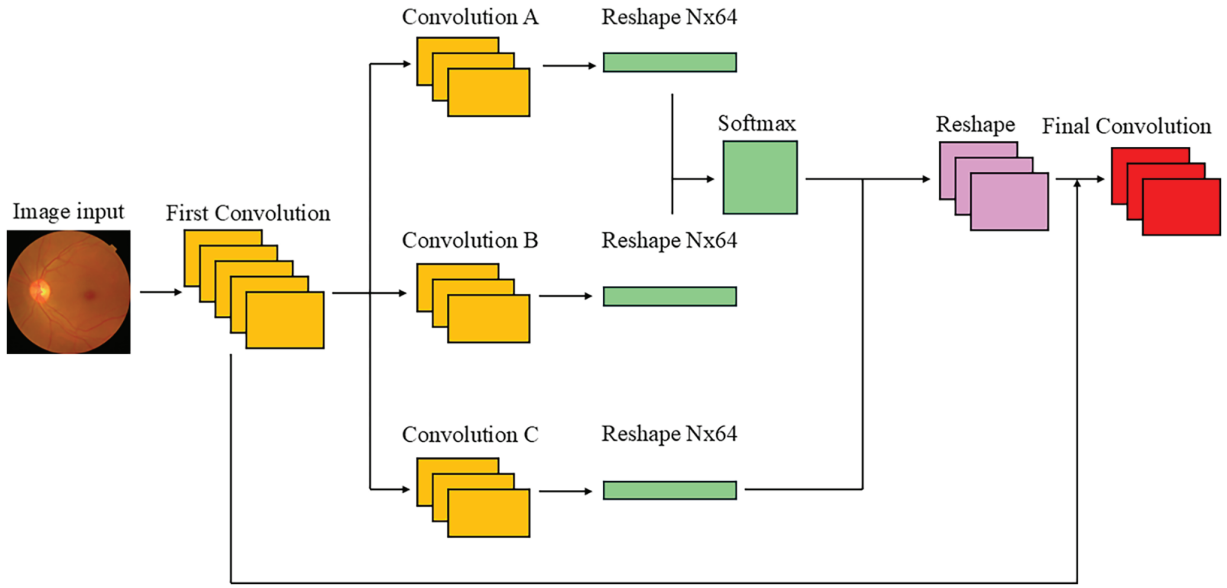 Convolution A
Reshape Nx64
Softmax
Reshape
Final Convolution
Image input
First Convolution
Convolution B
Reshape Nx64
Convolution C
Reshape Nx64